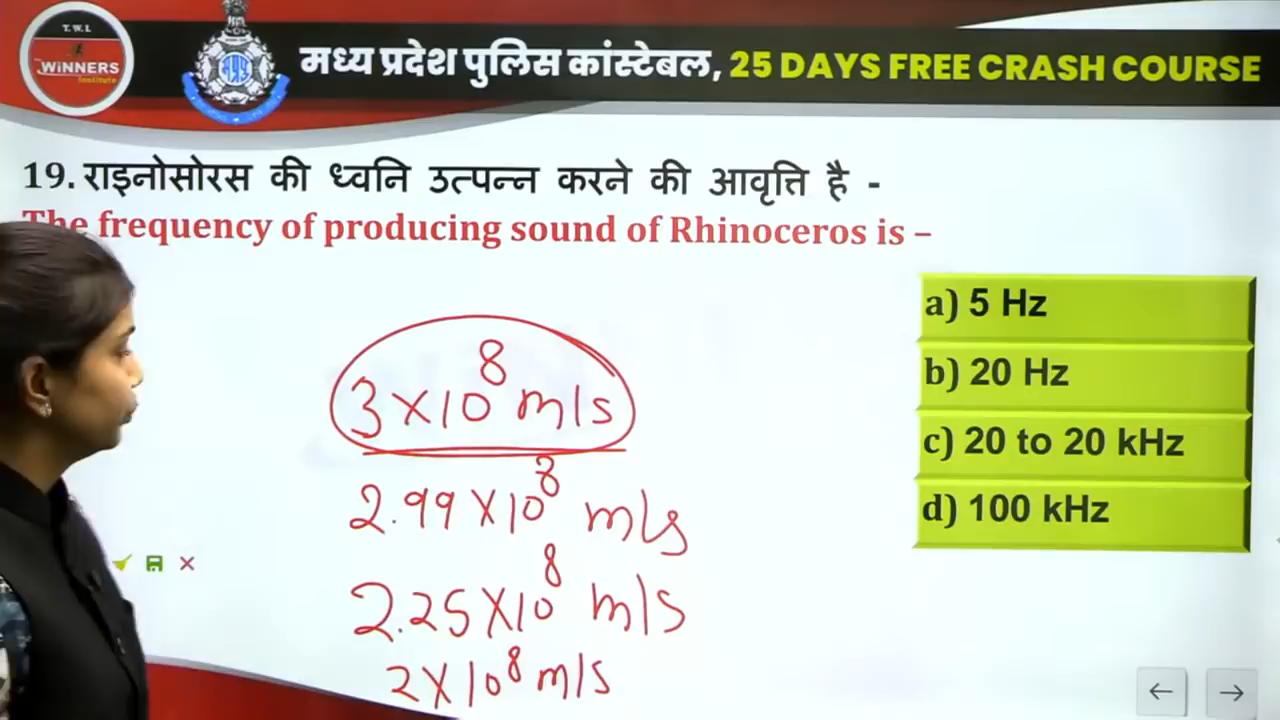 T.W.I.
THE WiNNERS
institute
मध्य प्रदेश पुलिस कांस्टेबल, 25 DAYS FREE CRASH COURSE
19. राइनोसोरस की ध्वनि उत्पन्न करने की आवृत्ति है -
The frequency of producing sound of Rhinoceros is –
a) 5 Hz
b) 20 Hz
c) 20 to 20 kHz
d) 100 kHz
3×10⁸ m/s
2.99×10⁸ m/s
2.25×10⁸ m/s
2×10⁸ m/s